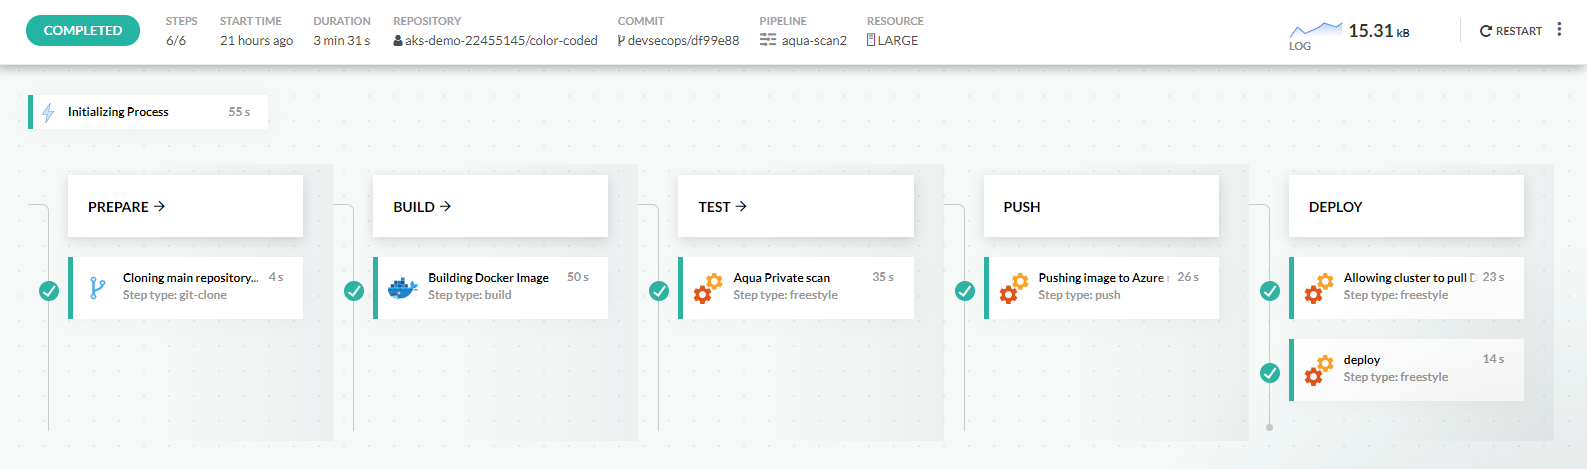 COMPLETED
STEPS
6/6
START TIME
21 hours ago
DURATION
3 min 31 s
REPOSITORY
aks-demo-22455145/color-coded
COMMIT
devsecops/df99e88
PIPELINE
aqua-scan2
RESOURCE
LARGE
LOG
15.31 kB
RESTART
Initializing Process 55 s
PREPARE →
Cloning main repository... 4 s
Step type: git-clone
BUILD →
Building Docker Image 50 s
Step type: build
TEST →
Aqua Private scan 35 s
Step type: freestyle
PUSH
Pushing image to Azure 26 s
Step type: push
DEPLOY
Allowing cluster to pull D 23 s
Step type: freestyle
deploy 14 s
Step type: freestyle